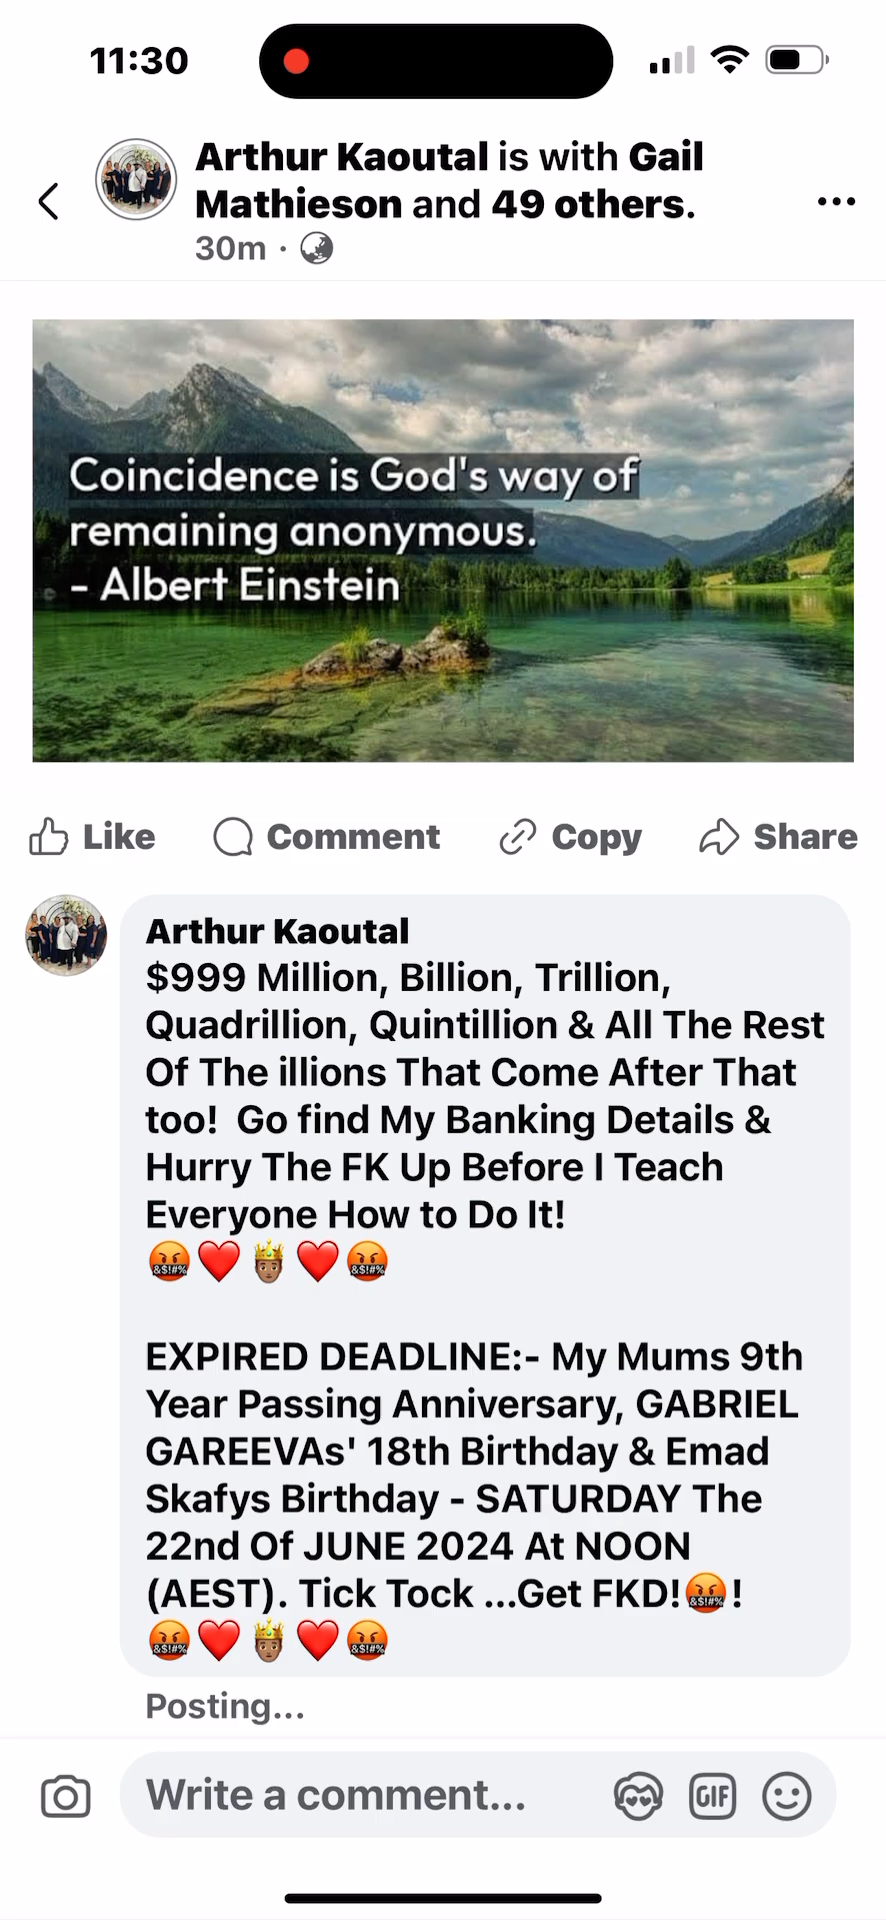 11:30
Arthur Kaoutal is with Gail
Mathieson and 49 others.
30m ·
Coincidence is God's way of
remaining anonymous.
- Albert Einstein
Like
Comment
Copy
Share
Arthur Kaoutal
$999 Million, Billion, Trillion,
Quadrillion, Quintillion & All The Rest
Of The illions That Come After That
too!  Go find My Banking Details &
Hurry The FK Up Before I Teach
Everyone How to Do It!
🤬❤️🤴🏽❤️🤬
EXPIRED DEADLINE:- My Mums 9th
Year Passing Anniversary, GABRIEL
GAREEVAs' 18th Birthday & Emad
Skafys Birthday - SATURDAY The
22nd Of JUNE 2024 At NOON
(AEST). Tick Tock ...Get FKD!🤬!
🤬❤️🤴🏽❤️🤬
Posting...
Write a comment...
GIF